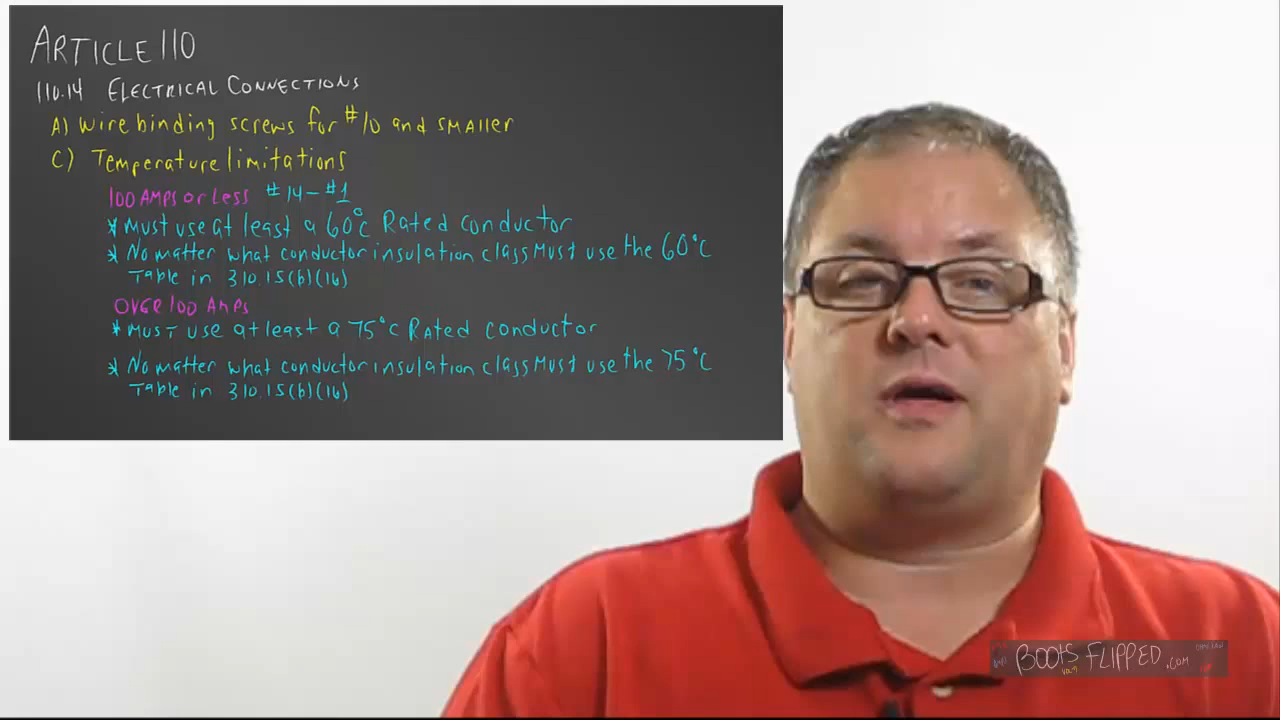 ARTICLE 110
110.14 ELECTRICAL CONNECTIONS
A) Wire binding screws for #10 and SMALLER
C) Temperature limitations
100 AMPS or Less #14-#1
* Must use at least a 60°C Rated conductor
* No matter what conductor insulation class Must use the 60°C
Table in 310.15(b)(16)
OVER 100 Amps
* Must use at least a 75°C Rated conductor
* No matter what conductor insulation class Must use the 75°C
Table in 310.15(b)(16)
BOOTS FLIPPED.COM